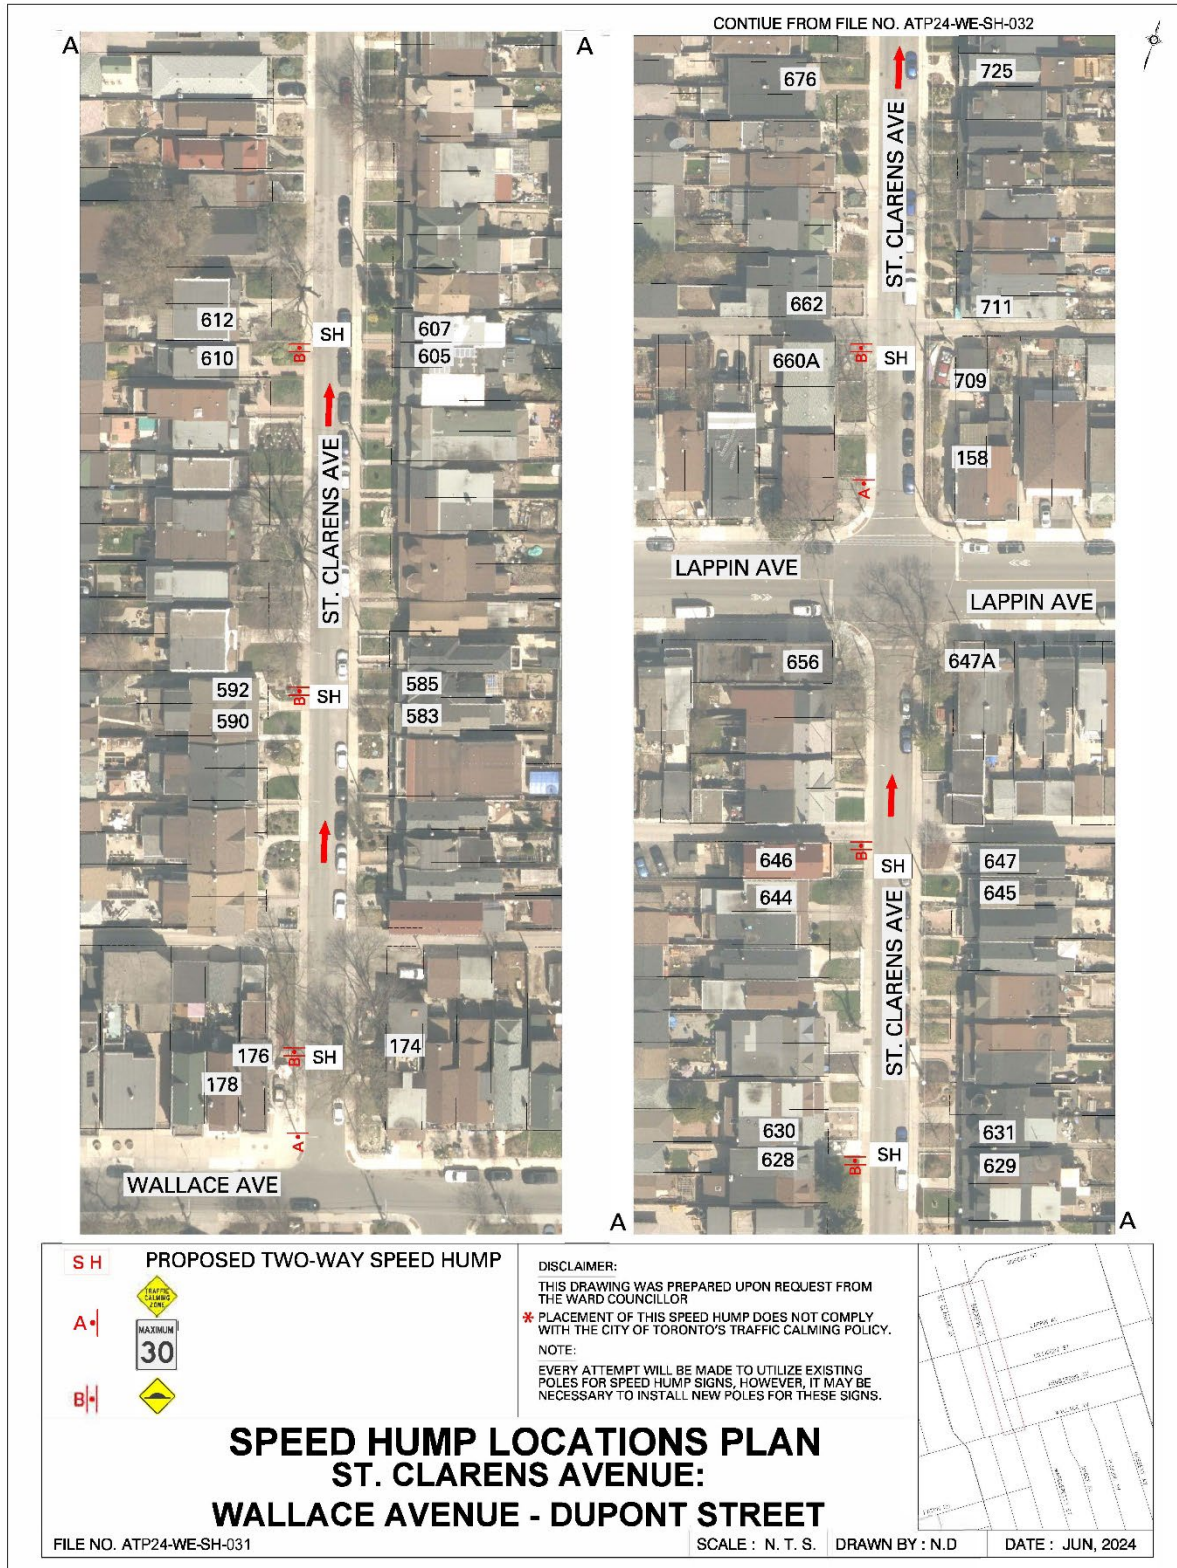 CONTIUE FROM FILE NO. ATP24-WE-SH-032
A
A
612
610
B
SH
607
605
ST. CLARENS AVE
592
590
B
SH
585
583
176
178
B
SH
174
A
WALLACE AVE
676
725
ST. CLARENS AVE
662
711
660A
B
SH
709
158
A
LAPPIN AVE
LAPPIN AVE
656
647A
646
644
B
SH
647
645
ST. CLARENS AVE
630
628
B
SH
631
629
A
A
SH
PROPOSED TWO-WAY SPEED HUMP
A
TRAFFIC
CALMING
ZONE
MAXIMUM
30
B
DISCLAIMER:
THIS DRAWING WAS PREPARED UPON REQUEST FROM
THE WARD COUNCILLOR
* PLACEMENT OF THIS SPEED HUMP DOES NOT COMPLY
WITH THE CITY OF TORONTO'S TRAFFIC CALMING POLICY.
NOTE:
EVERY ATTEMPT WILL BE MADE TO UTILIZE EXISTING
POLES FOR SPEED HUMP SIGNS, HOWEVER, IT MAY BE
NECESSARY TO INSTALL NEW POLES FOR THESE SIGNS.
SPEED HUMP LOCATIONS PLAN
ST. CLARENS AVENUE:
WALLACE AVENUE - DUPONT STREET
FILE NO. ATP24-WE-SH-031
SCALE : N. T. S.
DRAWN BY : N.D
DATE : JUN, 2024